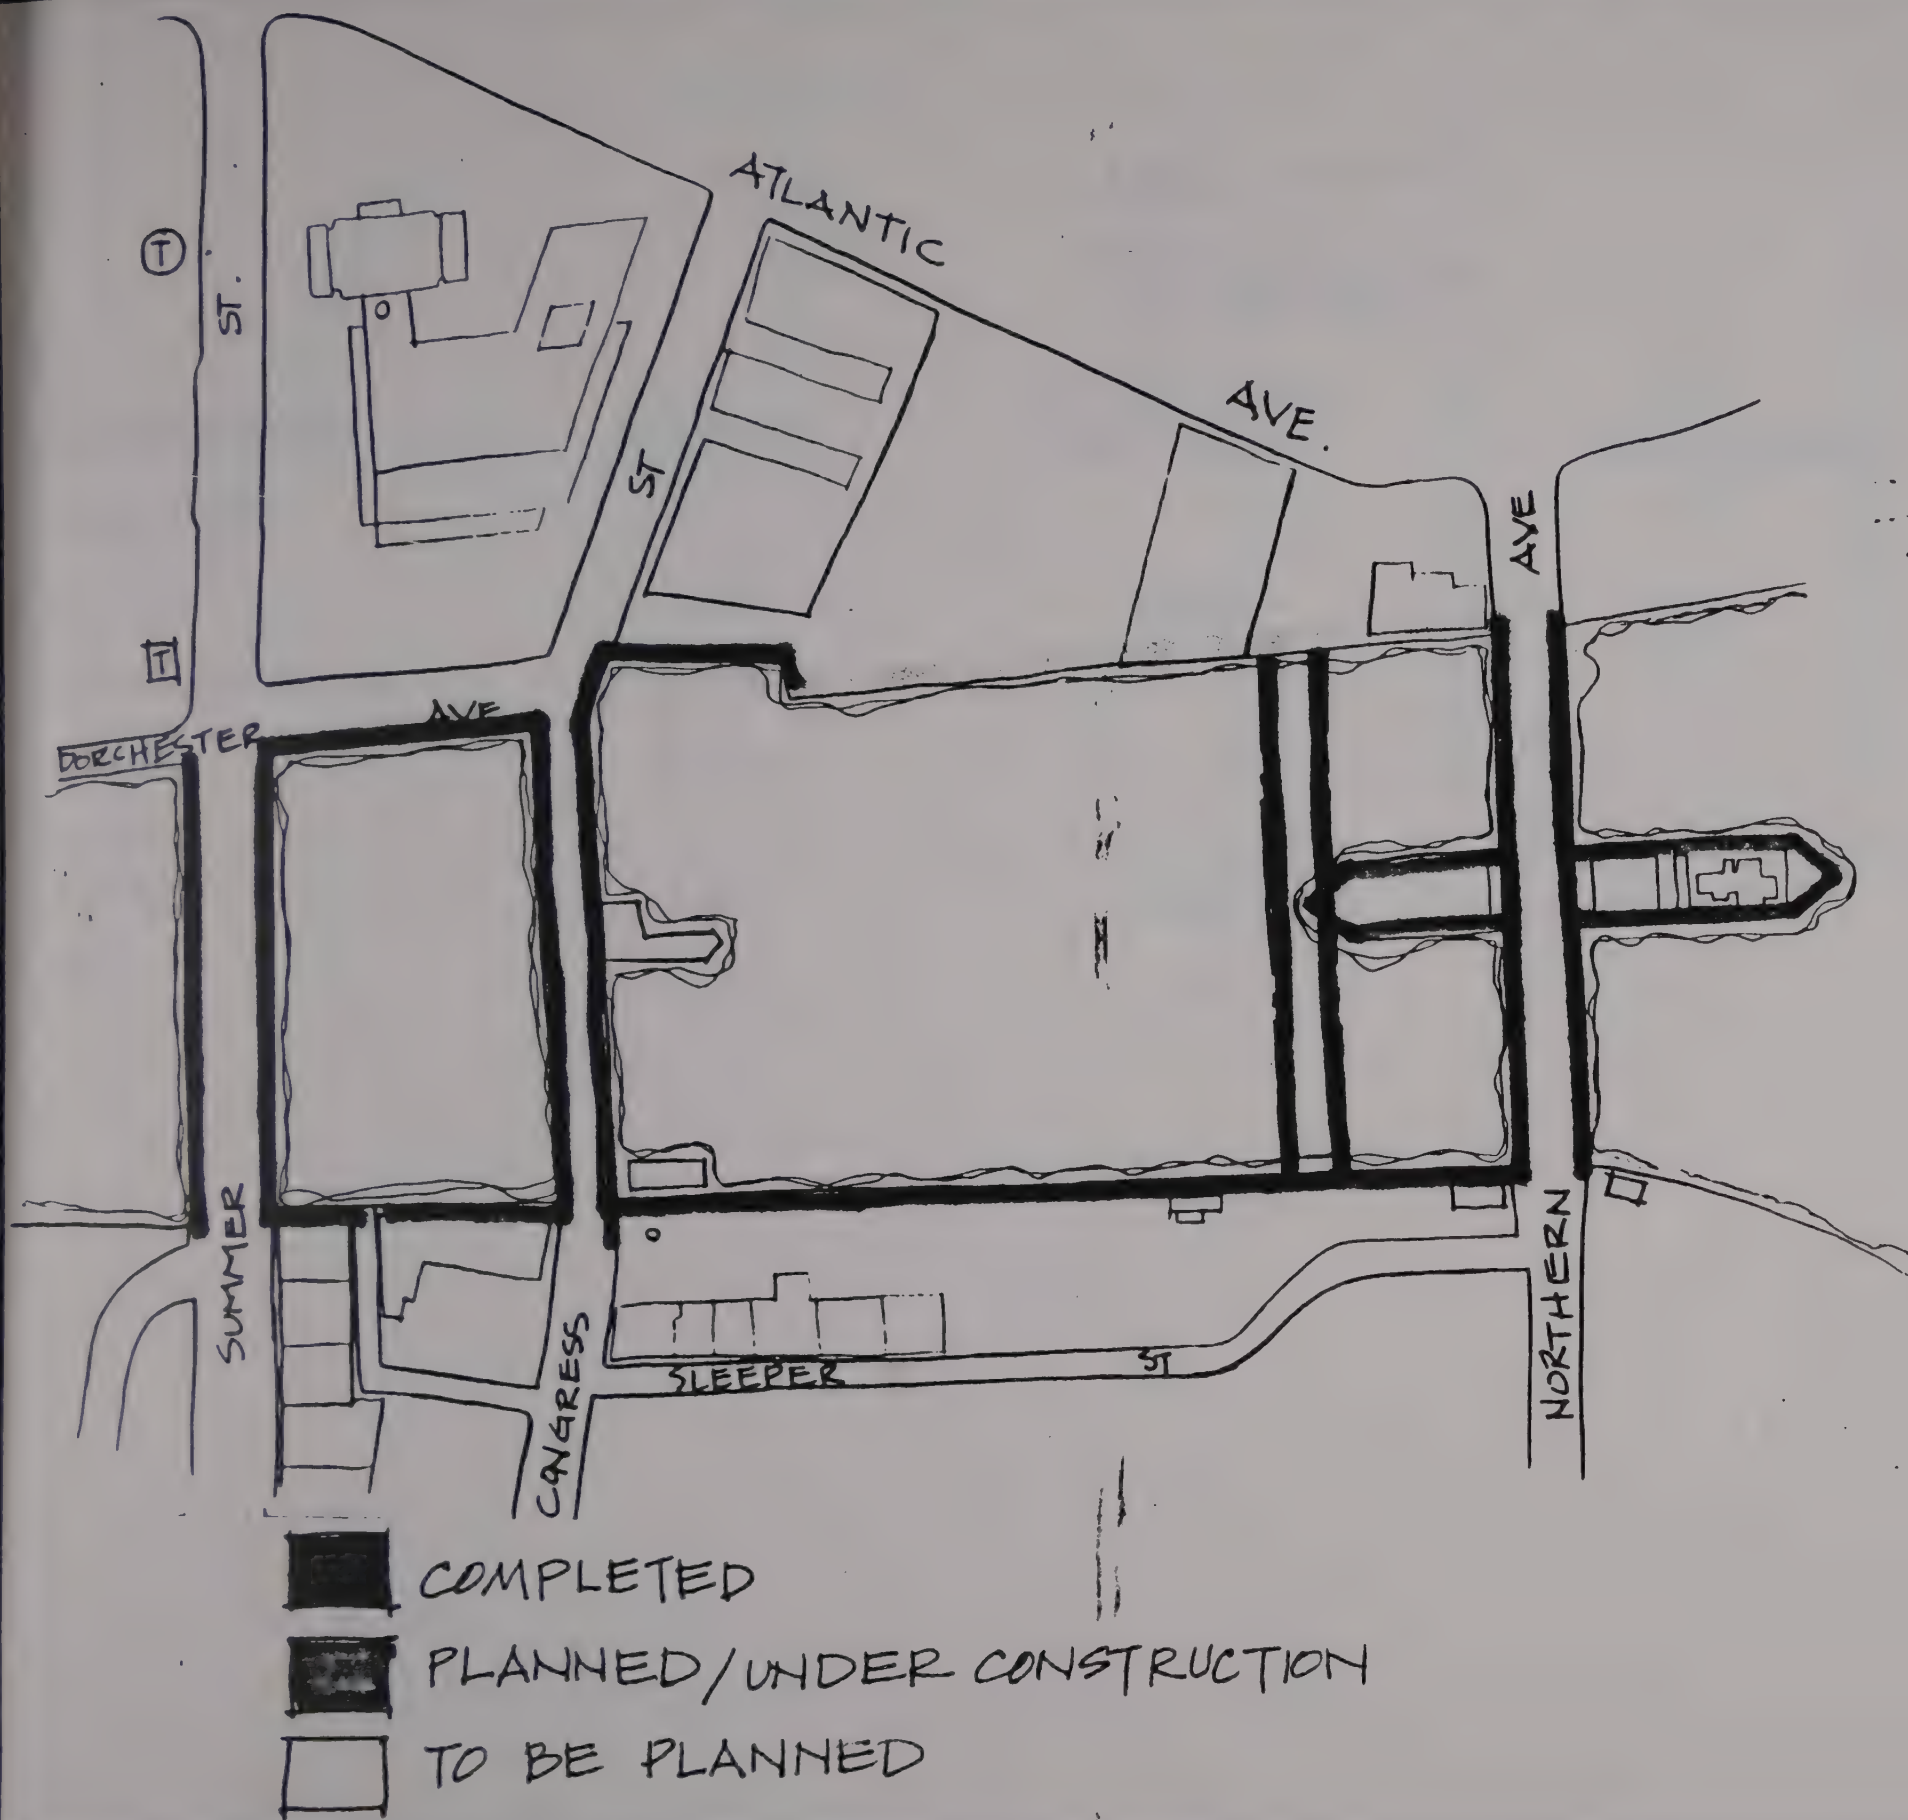 ATLANTIC
AVE.
T
ST.
ST
AVE
T
DORCHESTER
AVE
SUMMER
CONGRESS
SLEEPER
ST
NORTHERN
COMPLETED
PLANNED/UNDER CONSTRUCTION
TO BE PLANNED